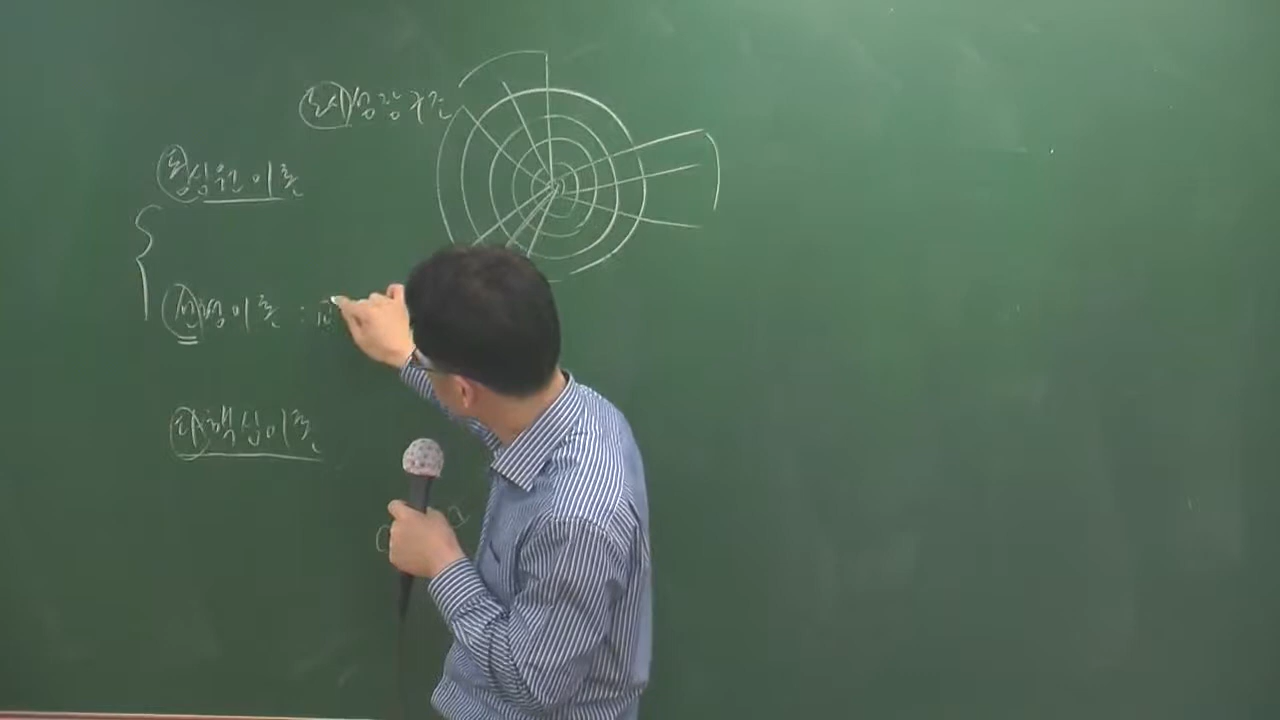 도시성장구조
동심원이론
선형이론 :
다핵심이론